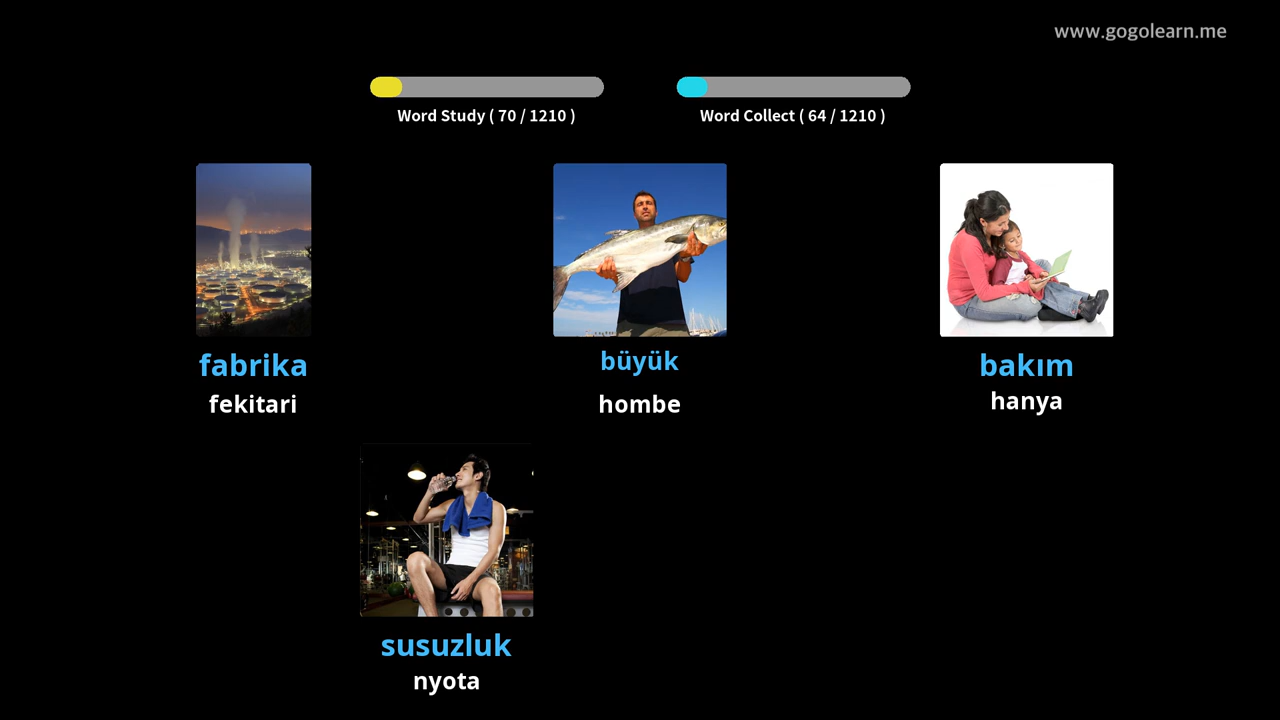 www.gogolearn.me
Word Study ( 70 / 1210 )
Word Collect ( 64 / 1210 )
fabrika
fekitari
büyük
hombe
bakım
hanya
susuzluk
nyota